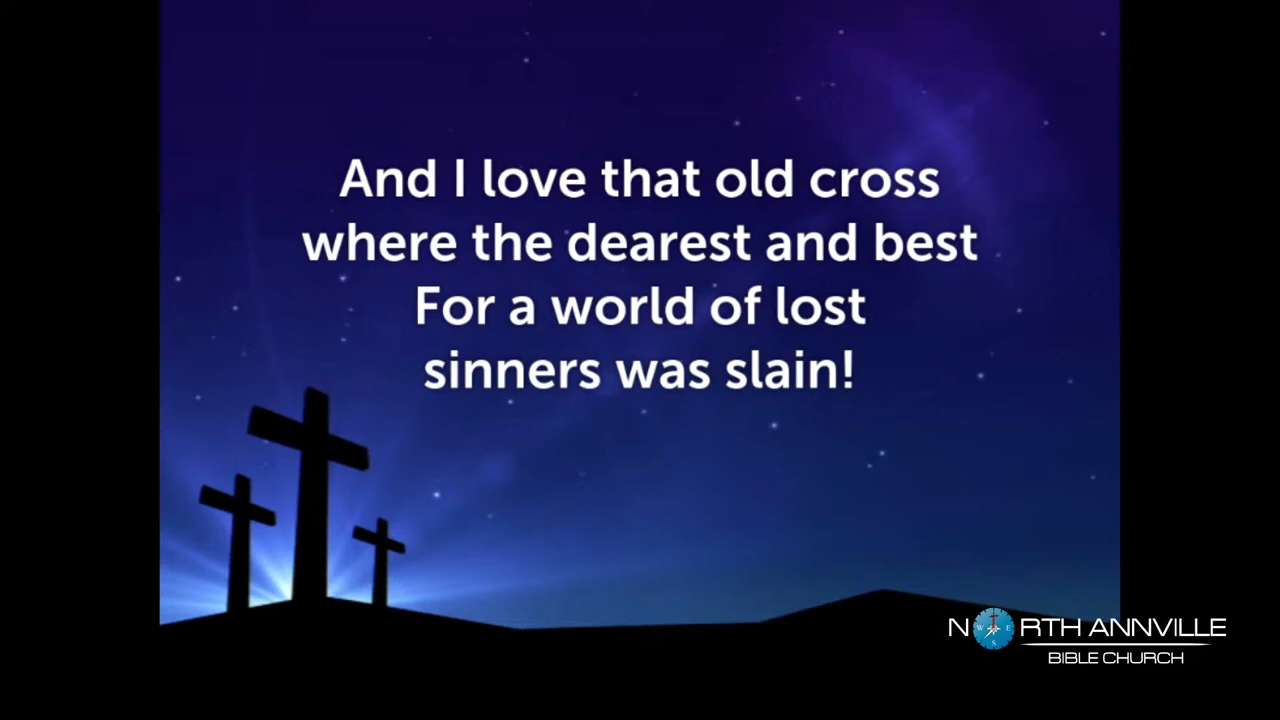 And I love that old cross
where the dearest and best
For a world of lost
sinners was slain!
NORTH ANNVILLE
BIBLE CHURCH
W E
S